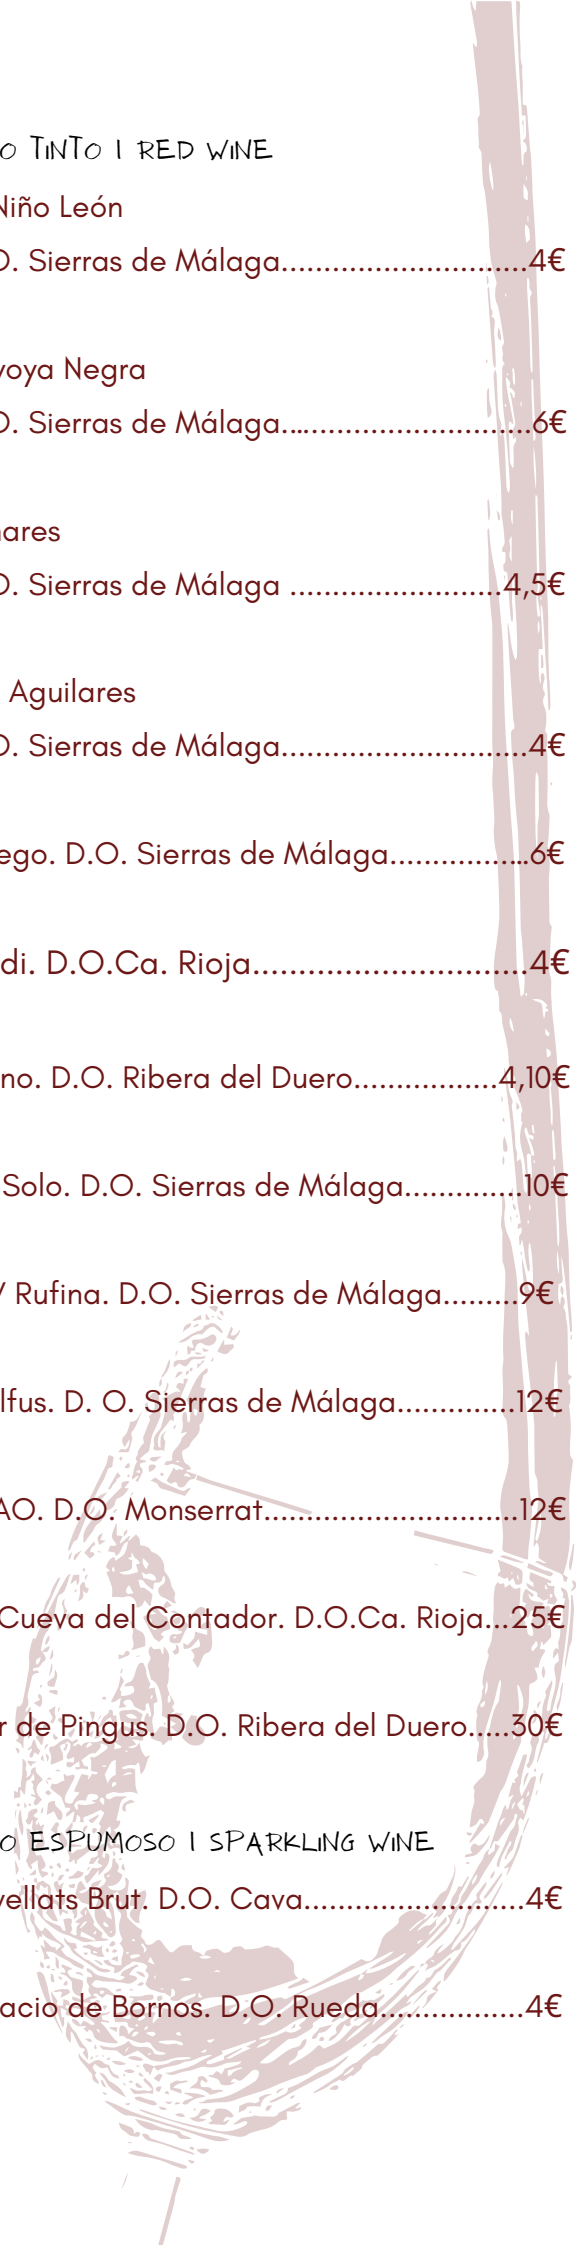 O TINTO | RED WINE
Niño León
O. Sierras de Málaga.............................4€
yoya Negra
O. Sierras de Málaga.............................6€
ares
O. Sierras de Málaga .........................4,5€
Aguilares
O. Sierras de Málaga.............................4€
ego. D.O. Sierras de Málaga................6€
di. D.O.Ca. Rioja................................4€
no. D.O. Ribera del Duero.................4,10€
Solo. D.O. Sierras de Málaga..............10€
/ Rufina. D.O. Sierras de Málaga.........9€
lfus. D. O. Sierras de Málaga..............12€
AO. D.O. Monserrat..............................12€
Cueva del Contador. D.O.Ca. Rioja...25€
r de Pingus. D.O. Ribera del Duero.....30€
O ESPUMOSO | SPARKLING WINE
vellats Brut. D.O. Cava..........................4€
acio de Bornos. D.O. Rueda.................4€